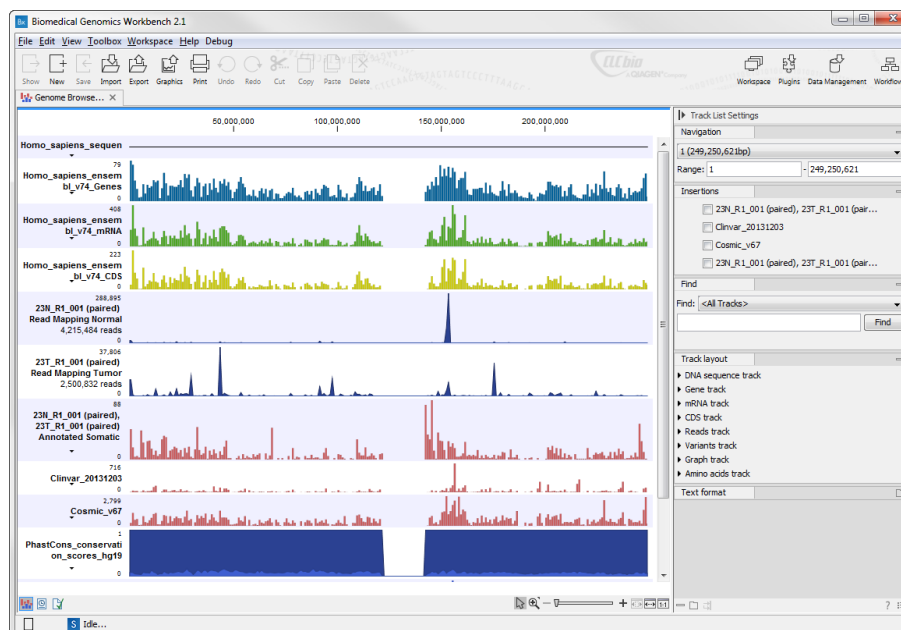 Biomedical Genomics Workbench 2.1
File Edit View Toolbox Workspace Help Debug
Show New Save Import Export Graphics Print Undo Redo Cut Copy Paste Delete Workspace Plugins Data Management Workflow
CLC bio
Genome Browse...
50,000,000 100,000,000 150,000,000 200,000,000
Homo_sapiens_sequen
79
Homo_sapiens_ensem
bl_v74_Genes
0
408
Homo_sapiens_ensem
bl_v74_mRNA
0
223
Homo_sapiens_ensem
bl_v74_CDS
0
288,895
23N_R1_001 (paired)
Read Mapping Normal
4,215,484 reads
0
37,806
23T_R1_001 (paired)
Read Mapping Tumor
2,500,832 reads
0
88
23N_R1_001 (paired),
23T_R1_001 (paired)
Annotated Somatic
0
716
Clinvar_20131203
0
2,799
Cosmic_v67
0
1
PhastCons_conservat
ion_scores_hg19
0
Track List Settings
Navigation
1 (249,250,621bp)
Range: 1 - 249,250,621
Insertions
23N_R1_001 (paired), 23T_R1_001 (pair...
Clinvar_20131203
Cosmic_v67
23N_R1_001 (paired), 23T_R1_001 (pair...
Find
Find: <All Tracks>
Find
Track layout
DNA sequence track
Gene track
mRNA track
CDS track
Reads track
Variants track
Graph track
Amino acids track
Text format
1:1
Idle...